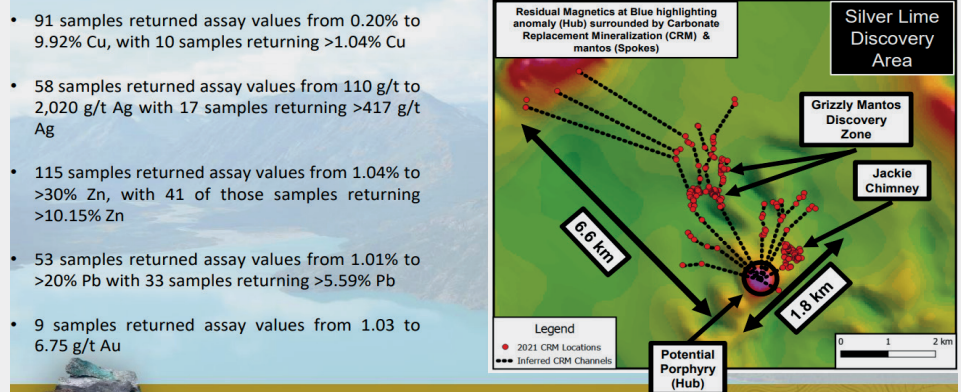 • 91 samples returned assay values from 0.20% to
9.92% Cu, with 10 samples returning >1.04% Cu
• 58 samples returned assay values from 110 g/t to
2,020 g/t Ag with 17 samples returning >417 g/t
Ag
• 115 samples returned assay values from 1.04% to
>30% Zn, with 41 of those samples returning
>10.15% Zn
• 53 samples returned assay values from 1.01% to
>20% Pb with 33 samples returning >5.59% Pb
• 9 samples returned assay values from 1.03 to
6.75 g/t Au
Residual Magnetics at Blue highlighting
anomaly (Hub) surrounded by Carbonate
Replacement Mineralization (CRM) &
mantos (Spokes)
Silver Lime
Discovery
Area
Grizzly Mantos
Discovery
Zone
Jackie
Chimney
6.6 km
1.8 km
Legend
2021 CRM Locations
Inferred CRM Channels
0 1 2 km
Potential
Porphyry
(Hub)